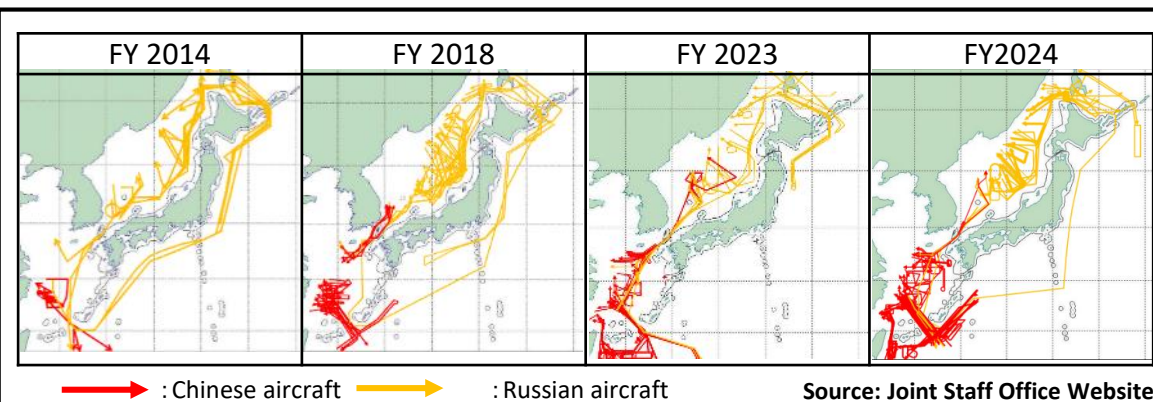 FY 2014 FY 2018 FY 2023 FY2024
: Chinese aircraft : Russian aircraft Source: Joint Staff Office Website